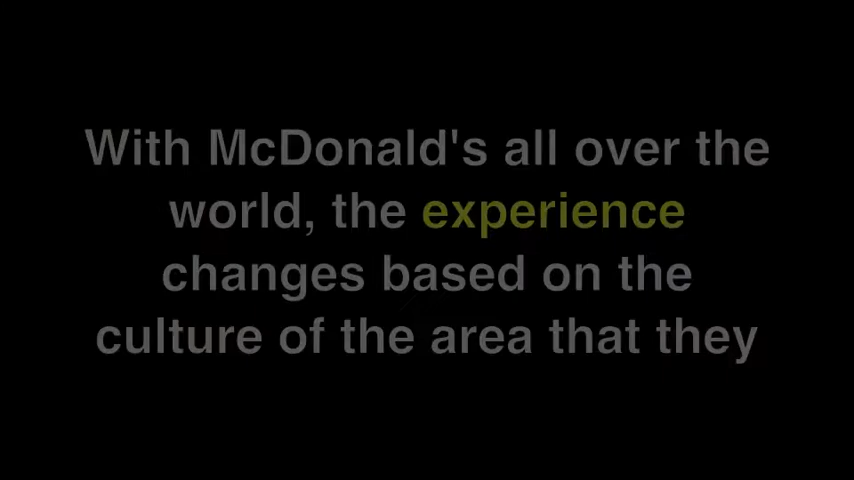 With McDonald's all over the
world, the experience
changes based on the
culture of the area that they